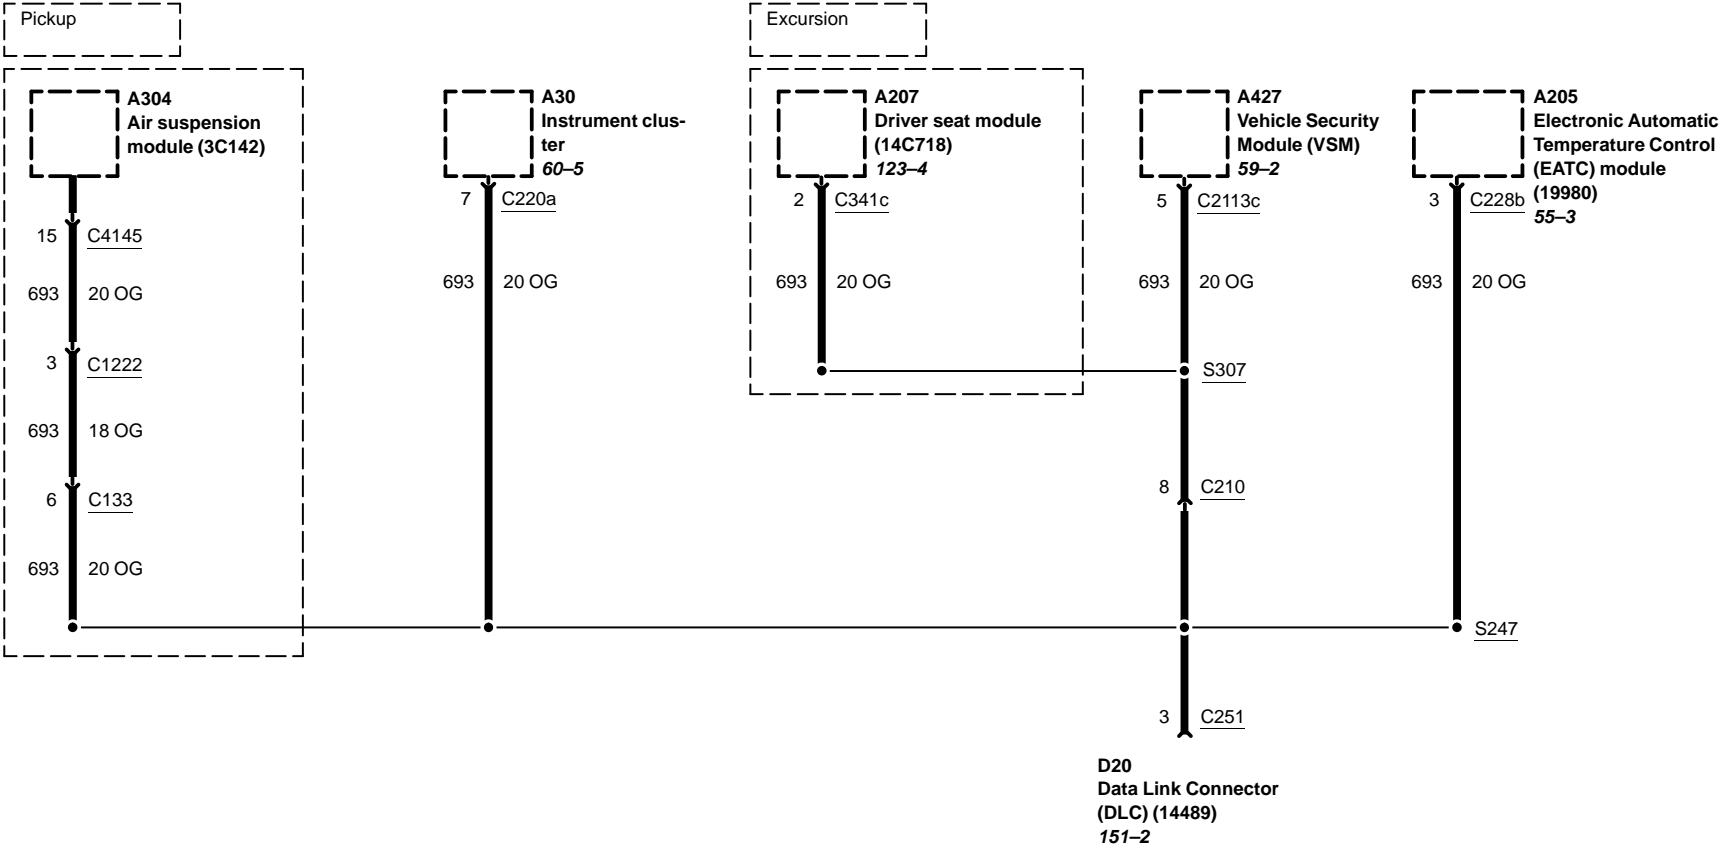 Pickup
Excursion
A304
Air suspension
module (3C142)
A30
Instrument clus-
ter
60–5
A207
Driver seat module
(14C718)
123–4
A427
Vehicle Security
Module (VSM)
59–2
A205
Electronic Automatic
Temperature Control
(EATC) module
(19980)
55–3
7 C220a
2 C341c
5 C2113c
3 C228b
15 C4145
693 20 OG
693 20 OG
693 20 OG
693 20 OG
693 20 OG
3 C1222
S307
693 18 OG
6 C133
8 C210
693 20 OG
S247
3 C251
D20
Data Link Connector
(DLC) (14489)
151–2